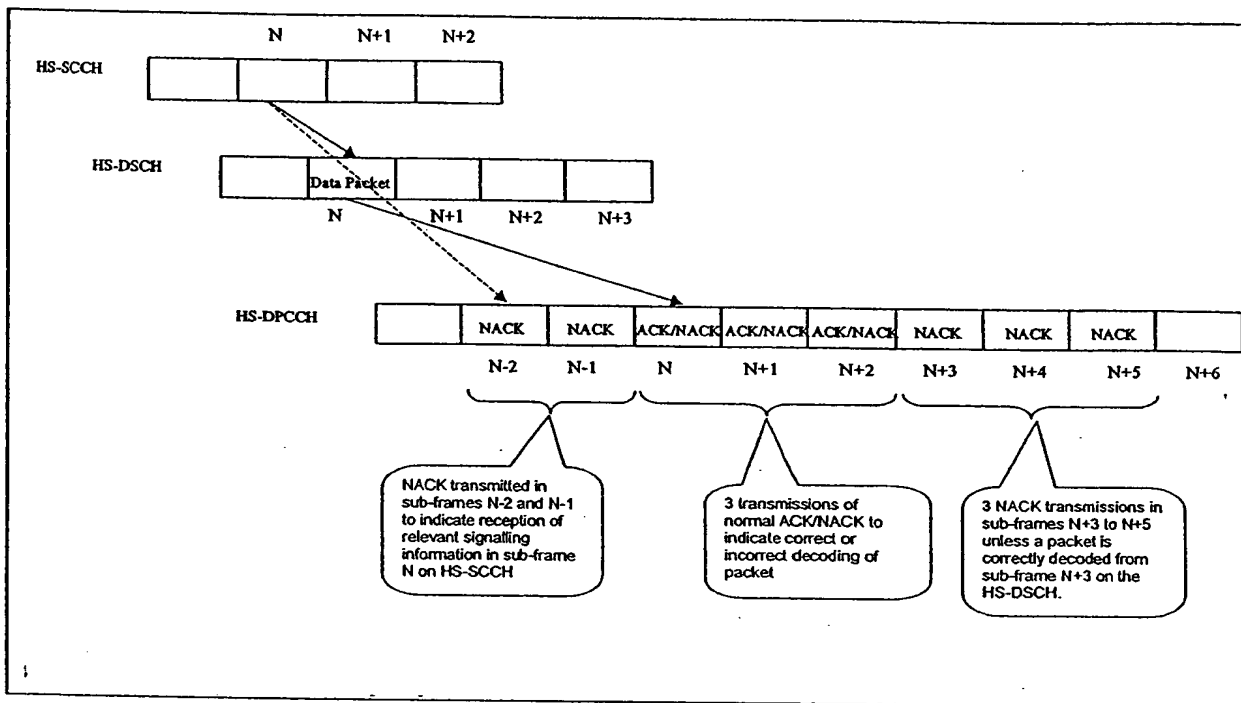 N N+1 N+2
HS-SCCH
HS-DSCH
Data Packet
N N+1 N+2 N+3
HS-DPCCH
NACK NACK ACK/NACK ACK/NACK ACK/NACK NACK NACK NACK
N-2 N-1 N N+1 N+2 N+3 N+4 N+5 N+6
NACK transmitted in
sub-frames N-2 and N-1
to indicate reception of
relevant signalling
information in sub-frame
N on HS-SCCH
3 transmissions of
normal ACK/NACK to
indicate correct or
incorrect decoding of
packet
3 NACK transmissions in
sub-frames N+3 to N+5
unless a packet is
correctly decoded from
sub-frame N+3 on the
HS-DSCH.